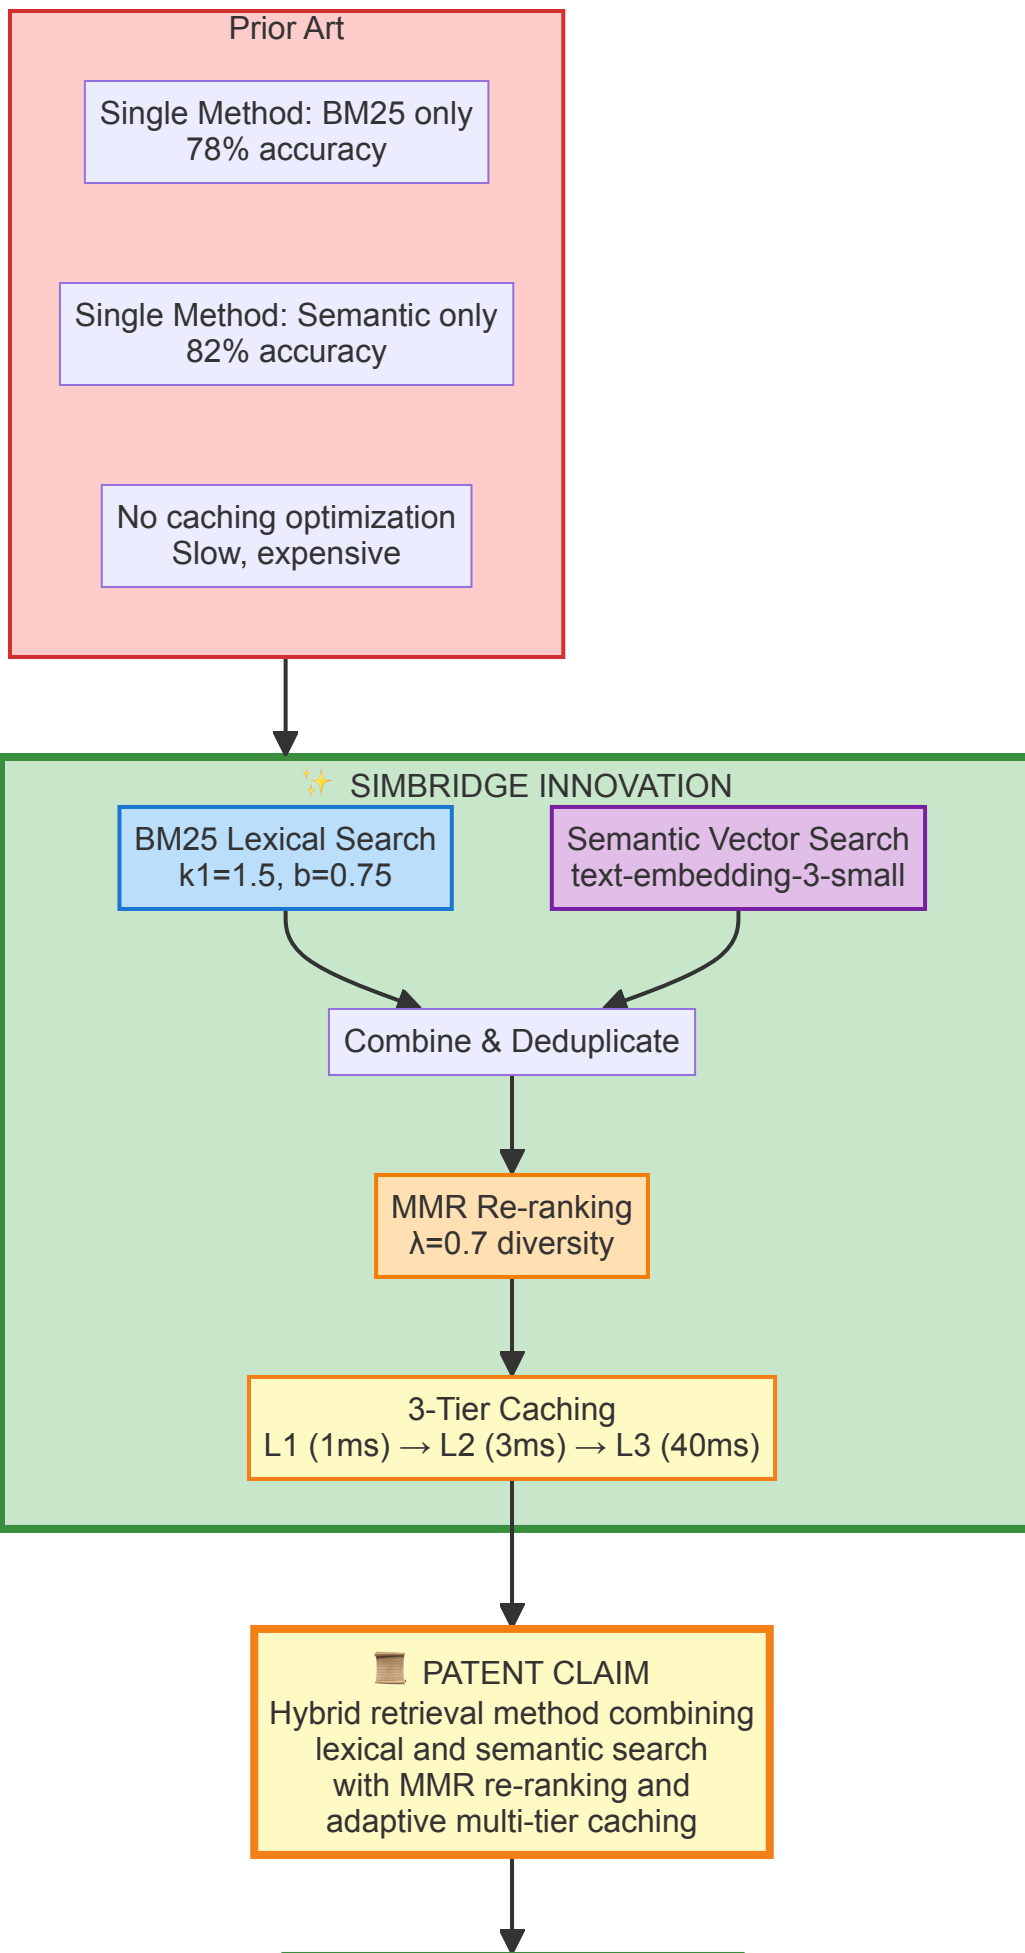 Prior Art
Single Method: BM25 only
78% accuracy
Single Method: Semantic only
82% accuracy
No caching optimization
Slow, expensive
✨ SIMBRIDGE INNOVATION
BM25 Lexical Search
k1=1.5, b=0.75
Semantic Vector Search
text-embedding-3-small
Combine & Deduplicate
MMR Re-ranking
λ=0.7 diversity
3-Tier Caching
L1 (1ms) → L2 (3ms) → L3 (40ms)
📜 PATENT CLAIM
Hybrid retrieval method combining
lexical and semantic search
with MMR re-ranking and
adaptive multi-tier caching